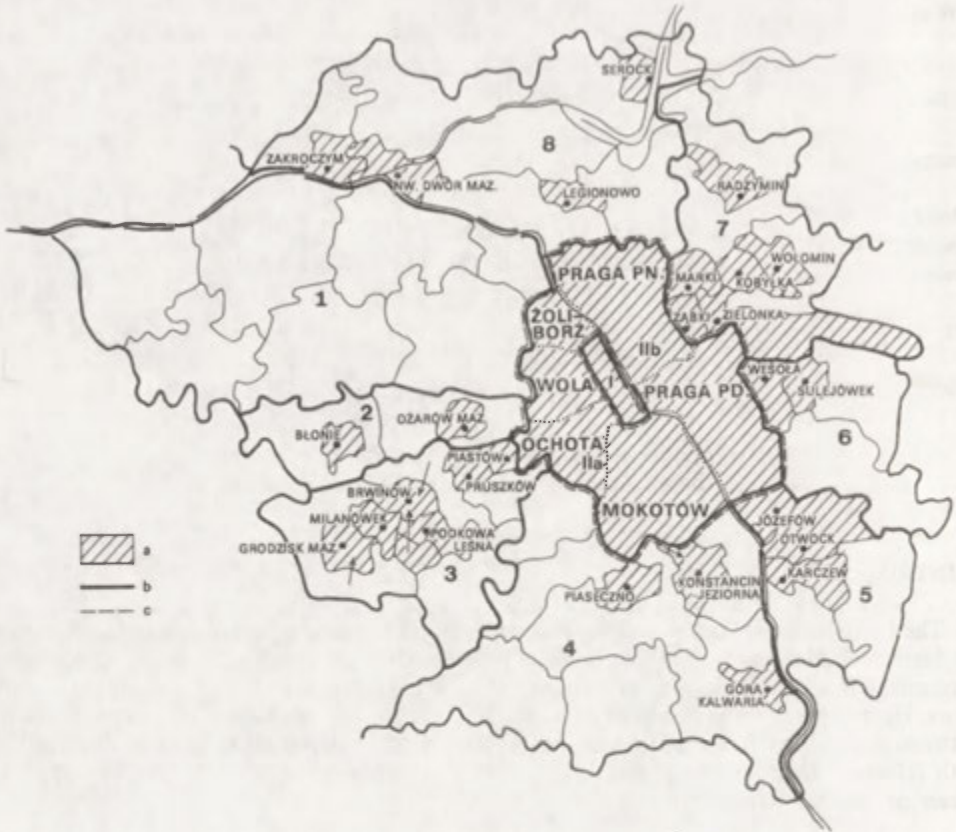 SEROCK
8
ZAKROCZYM
NW. DWÓR MAZ.
LEGIONOWO
RADZYMIN
7
WOŁOMIN
KOBYŁKA
MARKI
PRAGA PN.
ZĄBKI
ZIELONKA
1
ŻOLI-
BORZ
IIb
WESOŁA
SULEJÓWEK
WOLA
I
PRAGA PD.
2
BŁONIE
OŻARÓW MAZ.
6
OCHOTA
IIa
PIASTÓW
PRUSZKÓW
MOKOTÓW
BRWINÓW
MILANÓWEK
PODKOWA
LEŚNA
GRODZISK MAZ.
3
JÓZEFÓW
OTWOCK
KARCZEW
5
PIASECZNO
KONSTANCIN
JEZIORNA
4
GÓRA
KALWARIA
a
b
c